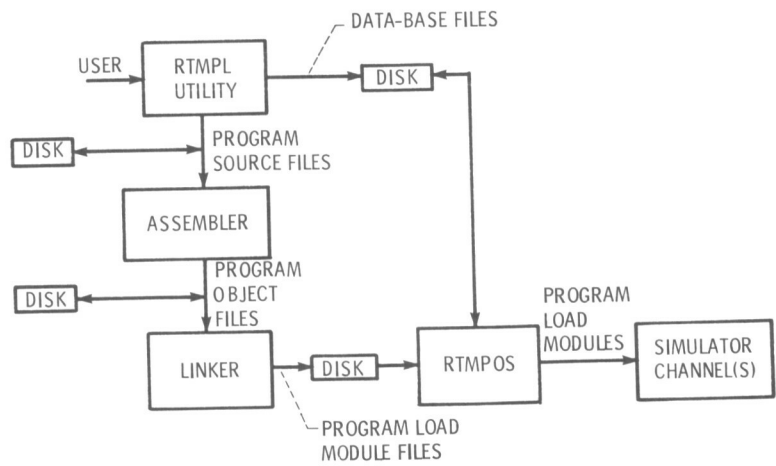 DATA-BASE FILES
USER
RTMPL
UTILITY
DISK
DISK
PROGRAM
SOURCE FILES
ASSEMBLER
PROGRAM
OBJECT
FILES
DISK
PROGRAM
LOAD
MODULES
LINKER
DISK
RTMPOS
SIMULATOR
CHANNEL(S)
PROGRAM LOAD
MODULE FILES